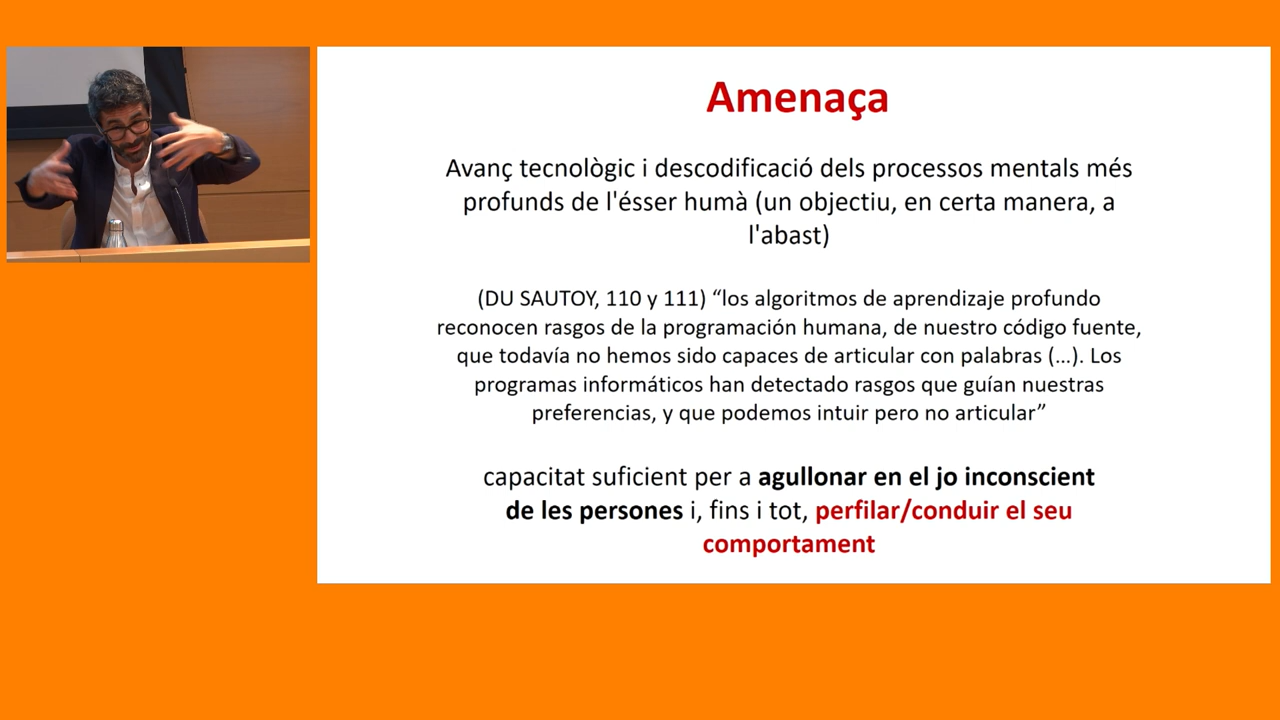 Amenaça
Avanç tecnològic i descodificació dels processos mentals més
profunds de l'ésser humà (un objectiu, en certa manera, a
l'abast)
(DU SAUTOY, 110 y 111) “los algoritmos de aprendizaje profundo
reconocen rasgos de la programación humana, de nuestro código fuente,
que todavía no hemos sido capaces de articular con palabras (…). Los
programas informáticos han detectado rasgos que guían nuestras
preferencias, y que podemos intuir pero no articular”
capacitat suficient per a agullonar en el jo inconscient
de les persones i, fins i tot, perfilar/conduir el seu
comportament